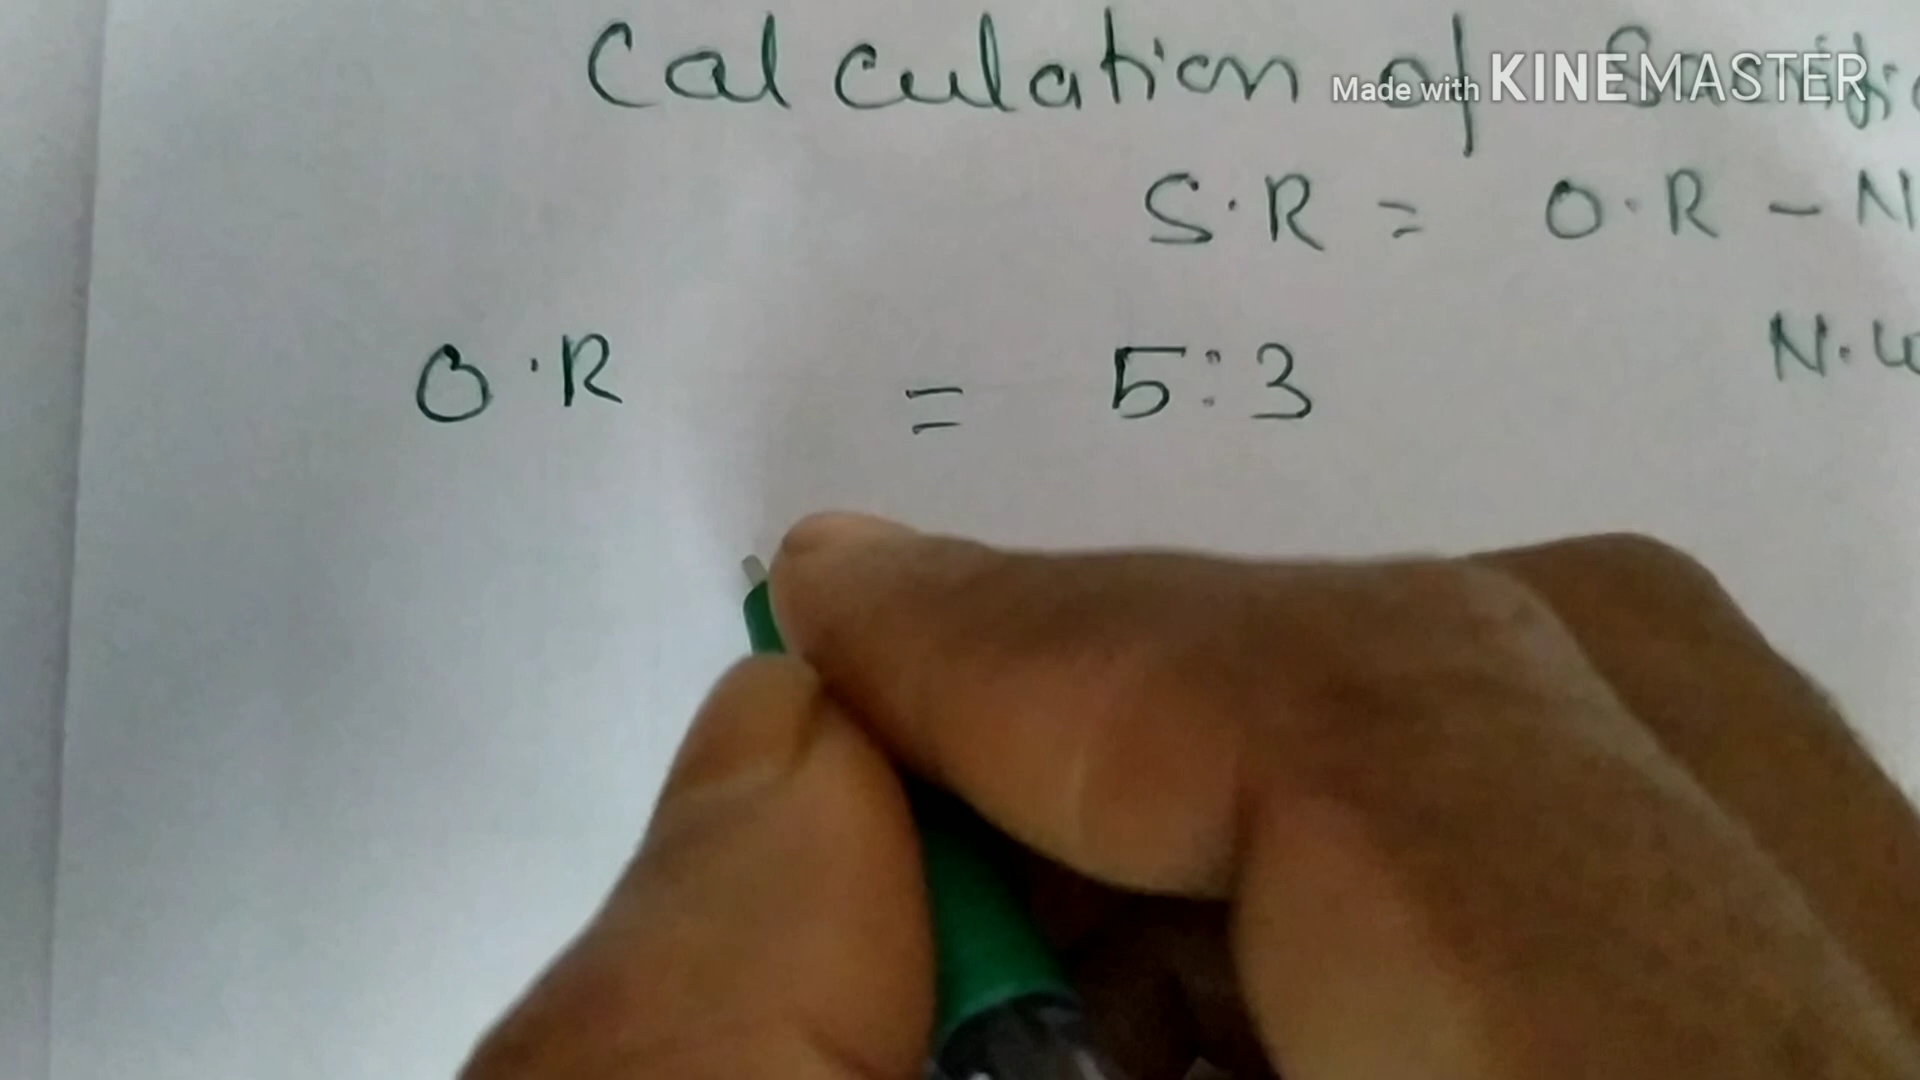 Calculation of
Made with KINEMASTER
S.R = O.R - N
O.R = 5:3
N.